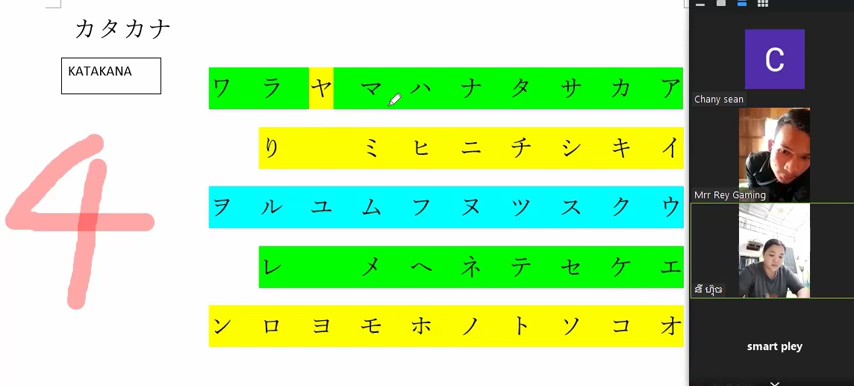 カタカナ
KATAKANA
ワ ラ ヤ マ ハ ナ タ サ カ ア
り ミ ヒ ニ チ シ キ イ
ヲ ル ユ ム フ ヌ ツ ス ク ウ
レ メ ヘ ネ テ セ ケ エ
ン ロ ヨ モ ホ ノ ト ソ コ オ
4
C
Chany sean
Mrr Rey Gaming
smart pley